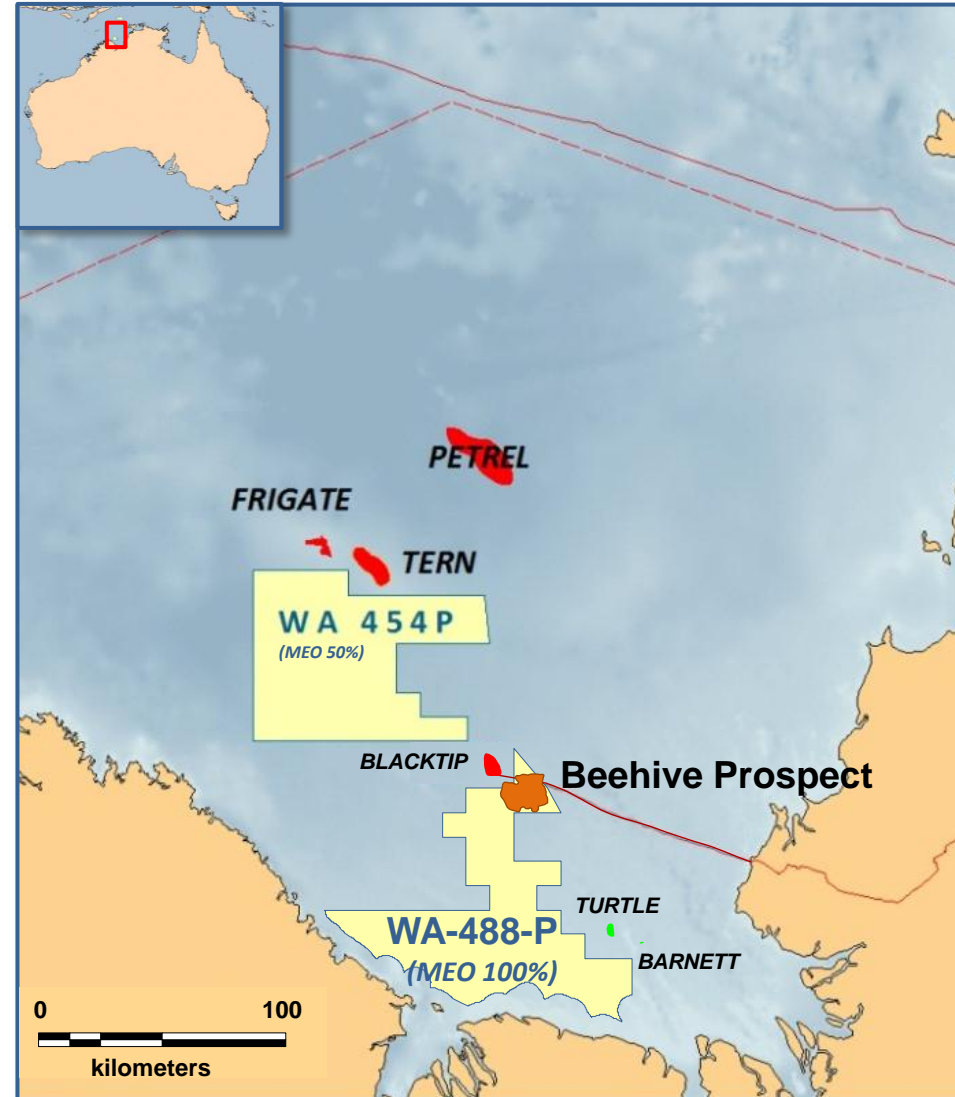 PETREL
FRIGATE
TERN
WA 454P
(MEO 50%)
BLACKTIP
Beehive Prospect
TURTLE
WA-488-P
BARNETT
(MEO 100%)
0 100
kilometers